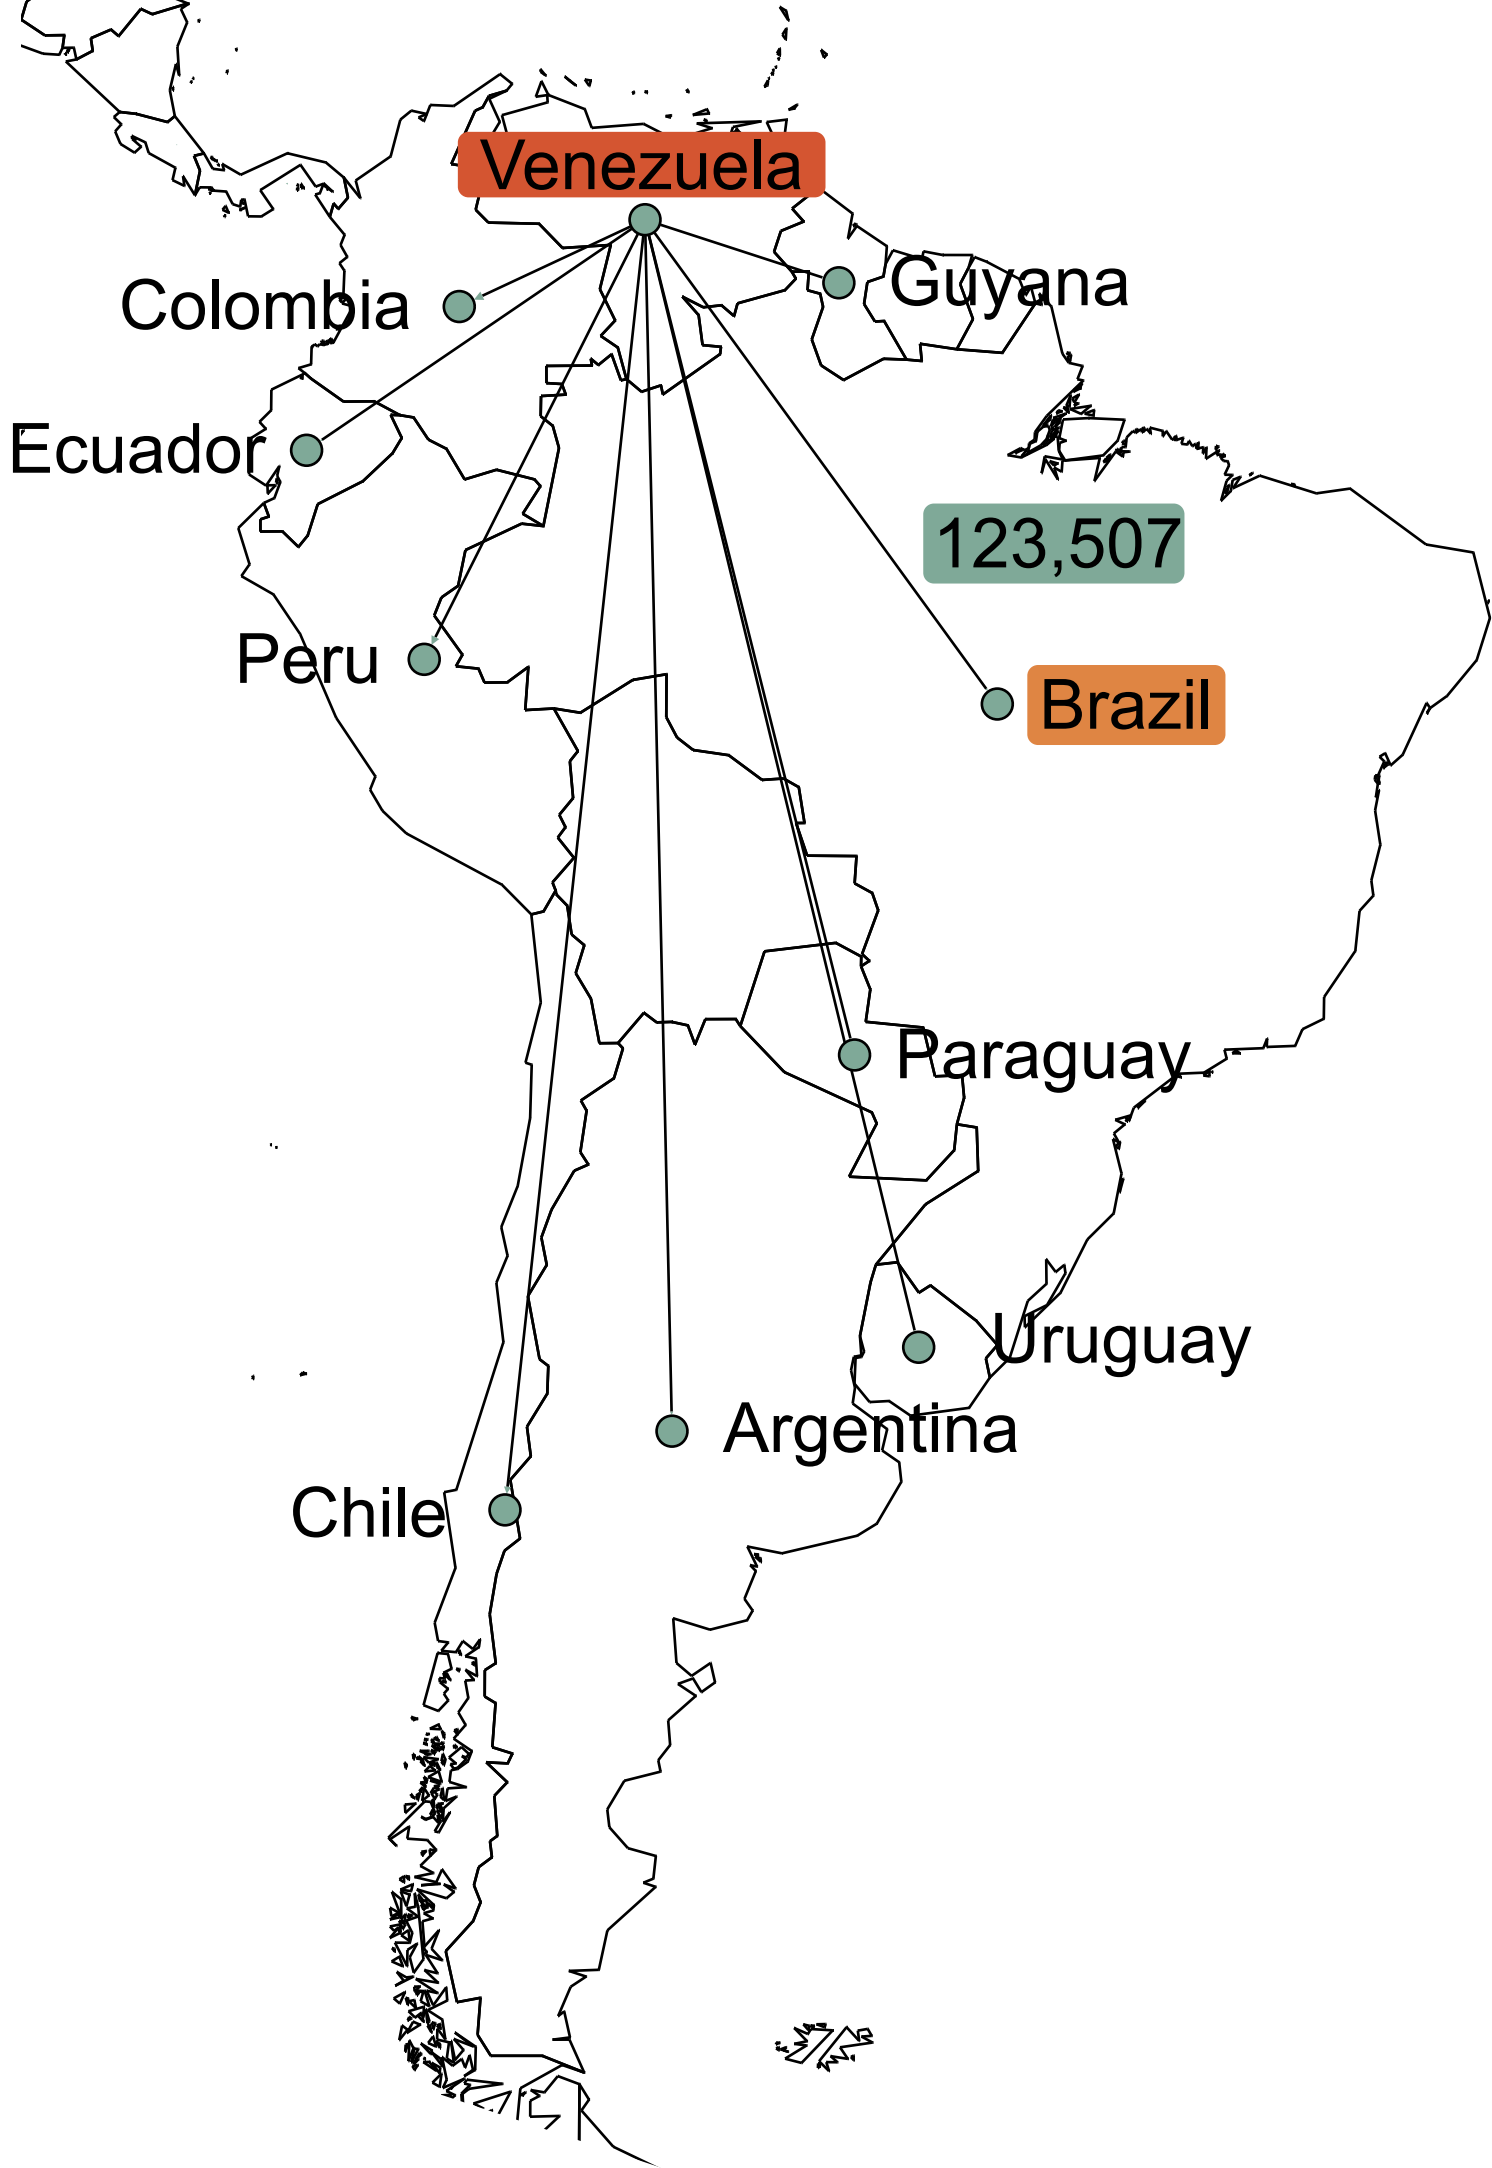 Venezuela
Colombia
Guyana
Ecuador
123,507
Peru
Brazil
Paraguay
Uruguay
Argentina
Chile